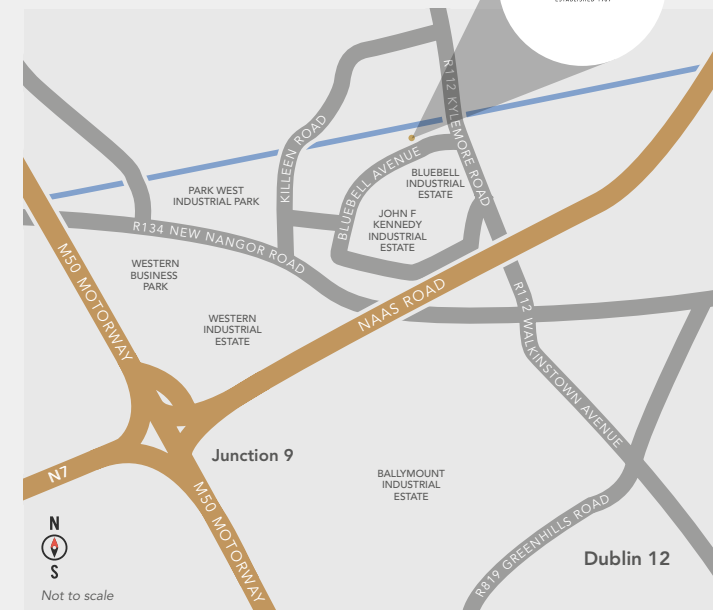 ESTABLISHED 1989
R112 KYLEMORE ROAD
KILLEEN ROAD
BLUEBELL AVENUE
BLUEBELL
INDUSTRIAL
ESTATE
PARK WEST
INDUSTRIAL PARK
JOHN F
KENNEDY
INDUSTRIAL
ESTATE
R134 NEW NANGOR ROAD
M50 MOTORWAY
WESTERN
BUSINESS
PARK
NAAS ROAD
R112 WALKINSTOWN AVENUE
WESTERN
INDUSTRIAL
ESTATE
Junction 9
N7
BALLYMOUNT
INDUSTRIAL
ESTATE
M50 MOTORWAY
R819 GREENHILLS ROAD
N
S
Dublin 12
Not to scale